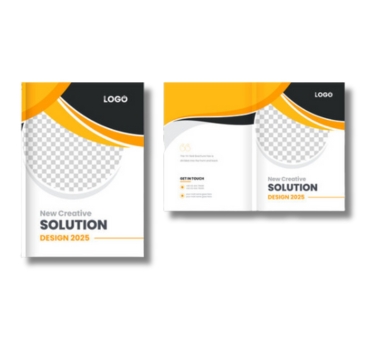 LOGO
New Creative
SOLUTION
DESIGN 2025
LOGO
GET IN TOUCH
New Creative
SOLUTION
DESIGN 2025